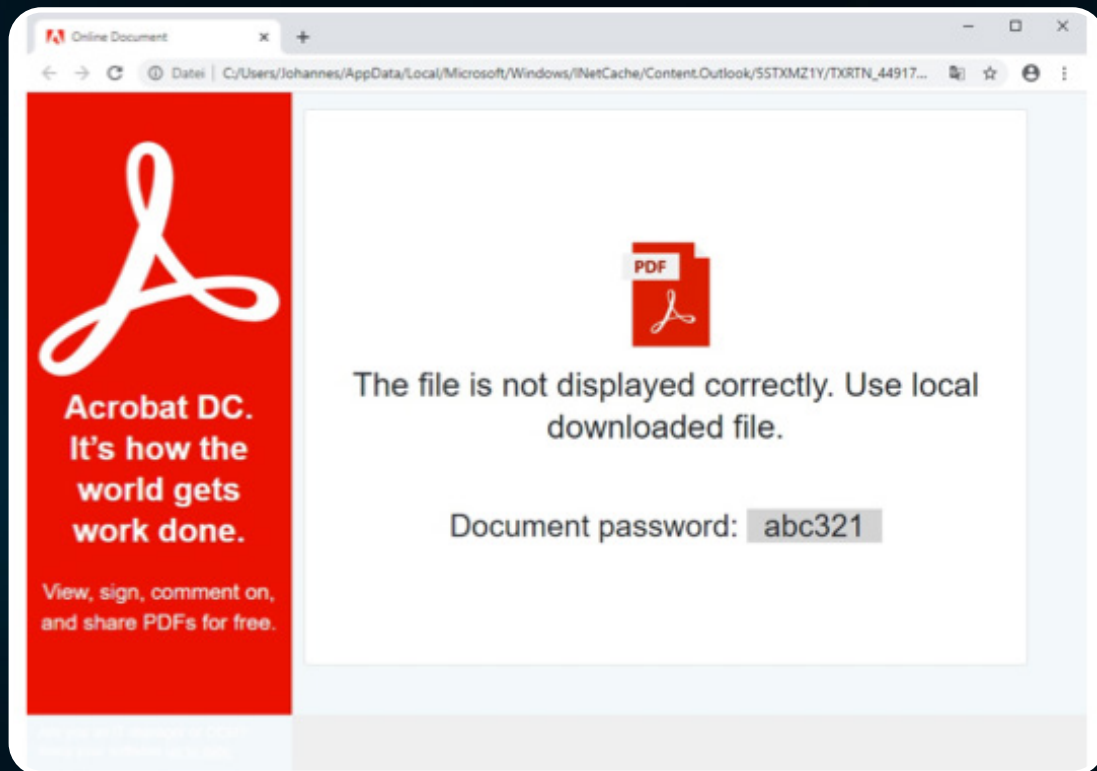 Online Document
Datei | C:/Users/Johannes/AppData/Local/Microsoft/Windows/INetCache/Content.Outlook/5STXMZ1Y/TXRTN_44917...
PDF
The file is not displayed correctly. Use local
downloaded file.
Document password: abc321
Acrobat DC.
It's how the
world gets
work done.
View, sign, comment on,
and share PDFs for free.